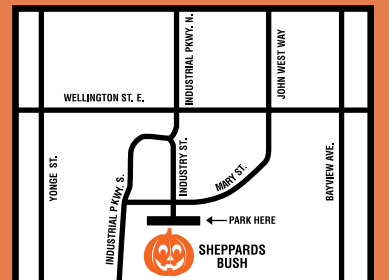 INDUSTRIAL PKWY. N.
JOHN WEST WAY
WELLINGTON ST. E.
YONGE ST.
INDUSTRIAL PKWY. S.
INDUSTRY ST.
MARY ST.
BAYVIEW AVE.
PARK HERE
SHEPPARDS
BUSH